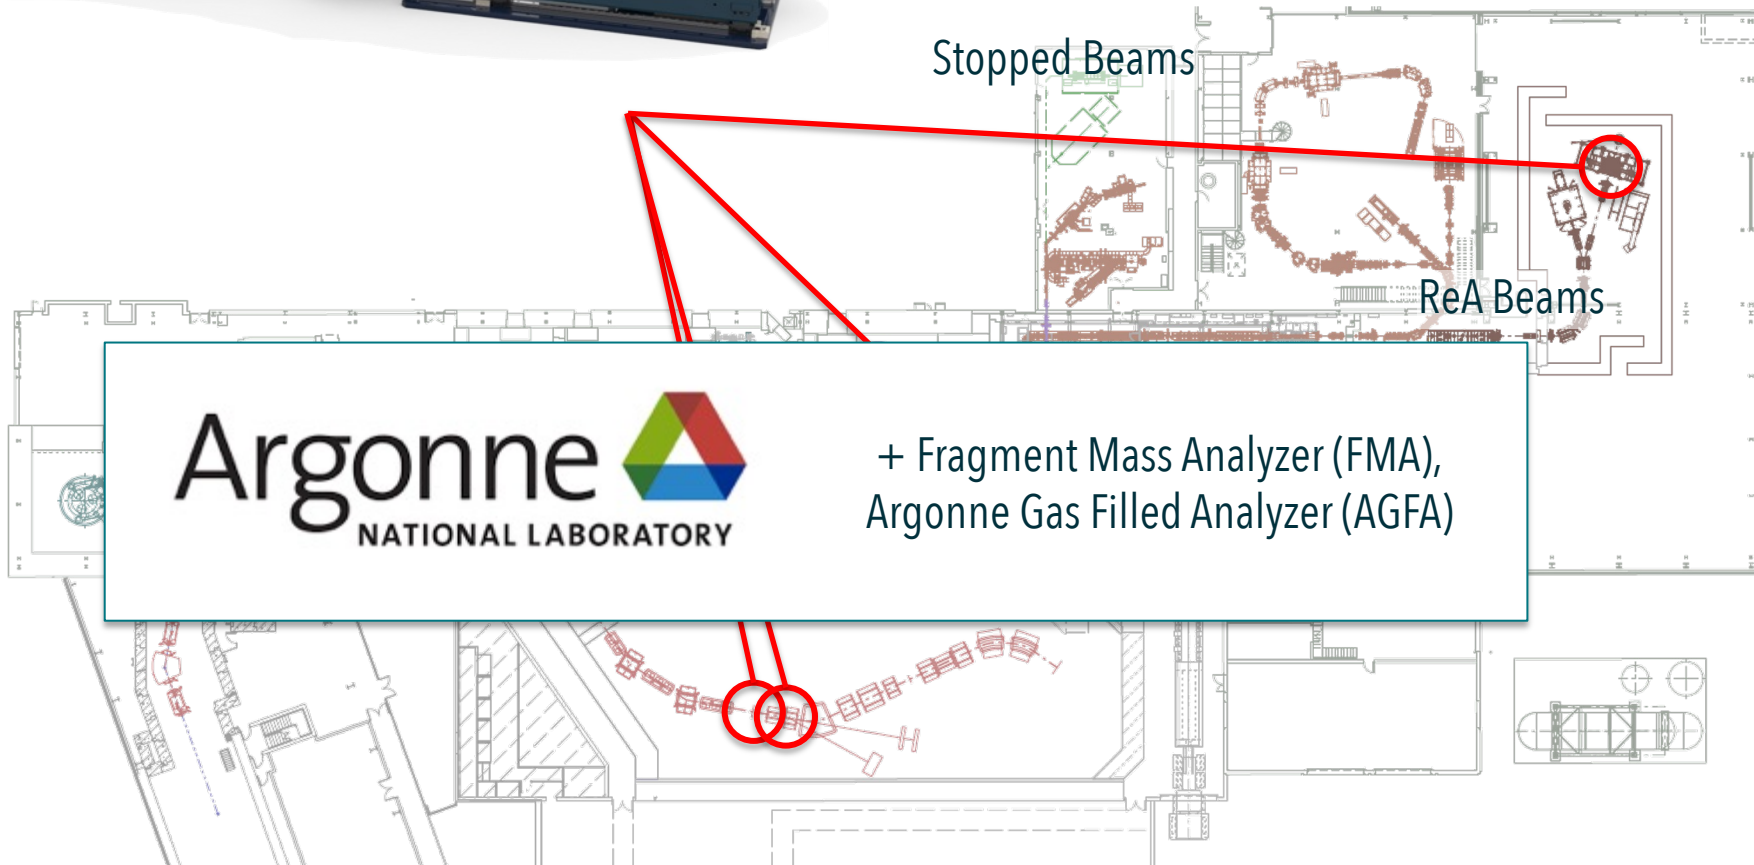 Stopped Beams
ReA Beams
Argonne
NATIONAL LABORATORY
+ Fragment Mass Analyzer (FMA),
Argonne Gas Filled Analyzer (AGFA)